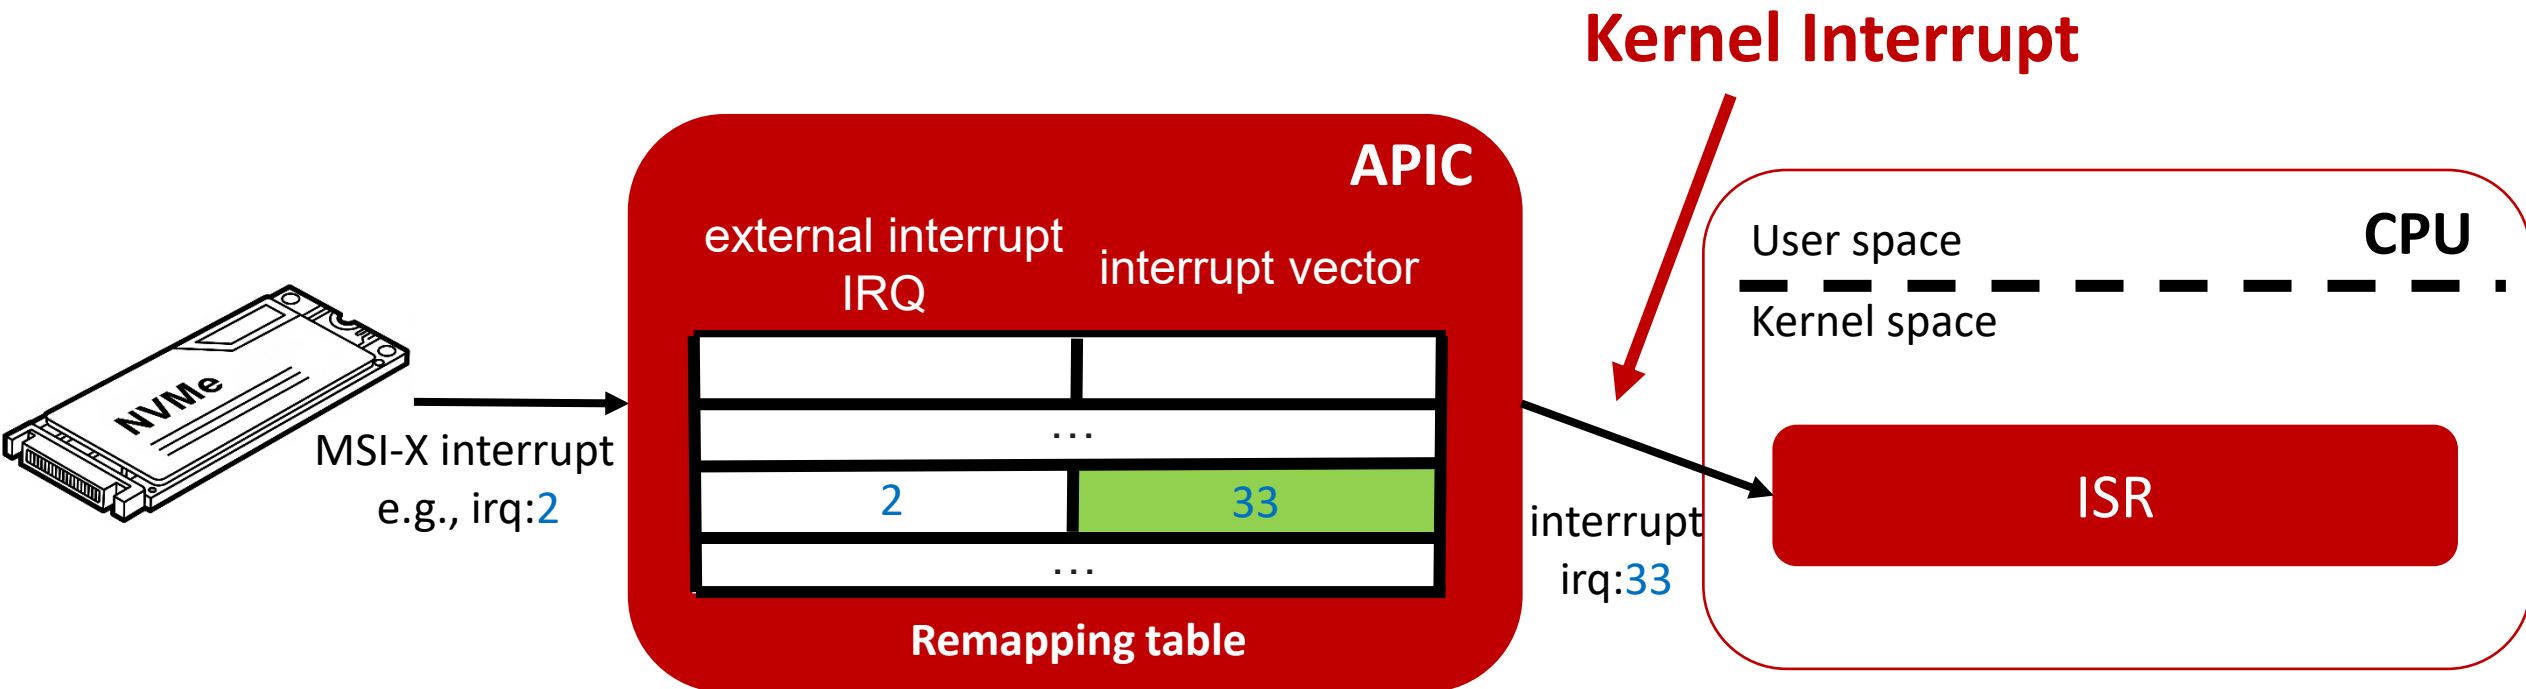 Kernel Interrupt
APIC
external interrupt
IRQ
interrupt vector
...
2
33
...
Remapping table
NVMe
MSI-X interrupt
e.g., irq:2
interrupt
irq:33
User space
CPU
Kernel space
ISR